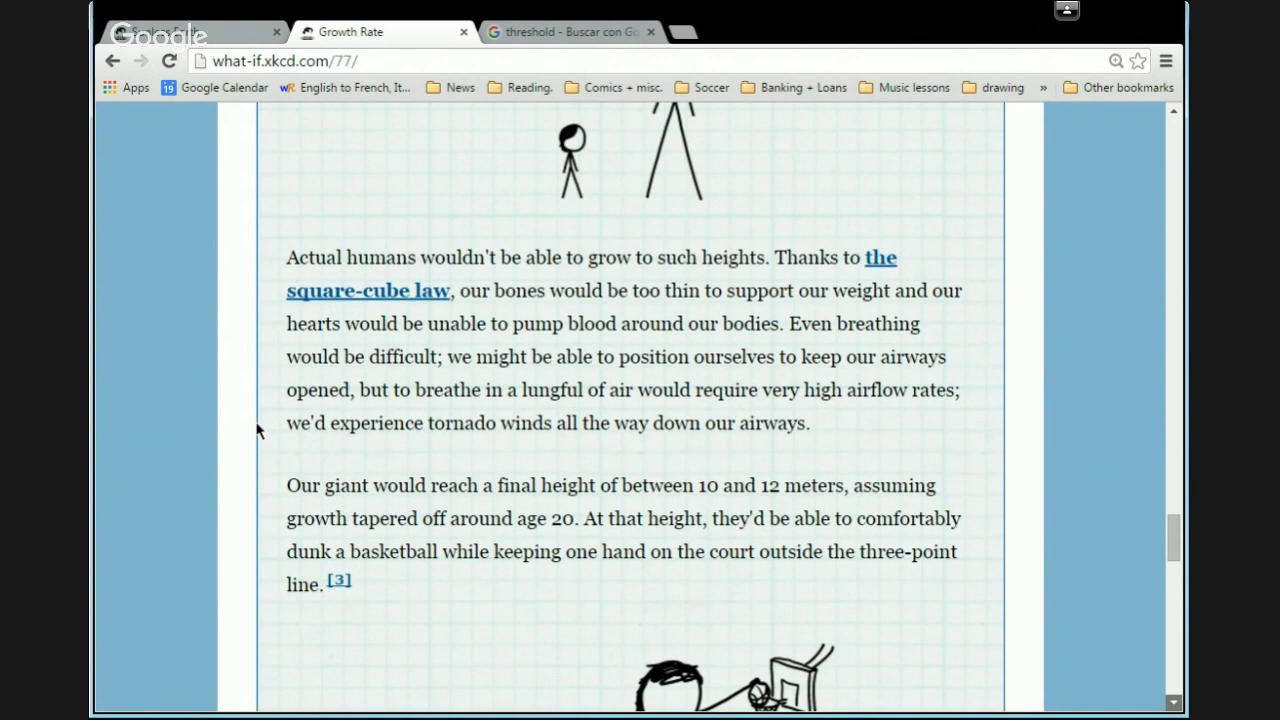 Google
Growth Rate
threshold - Buscar con Go
what-if.xkcd.com/77/
Apps 19 Google Calendar WR English to French, It... News Reading. Comics + misc. Soccer Banking + Loans Music lessons drawing » Other bookmarks
Actual humans wouldn't be able to grow to such heights. Thanks to the
square-cube law, our bones would be too thin to support our weight and our
hearts would be unable to pump blood around our bodies. Even breathing
would be difficult; we might be able to position ourselves to keep our airways
opened, but to breathe in a lungful of air would require very high airflow rates;
we'd experience tornado winds all the way down our airways.
Our giant would reach a final height of between 10 and 12 meters, assuming
growth tapered off around age 20. At that height, they'd be able to comfortably
dunk a basketball while keeping one hand on the court outside the three-point
line. [3]